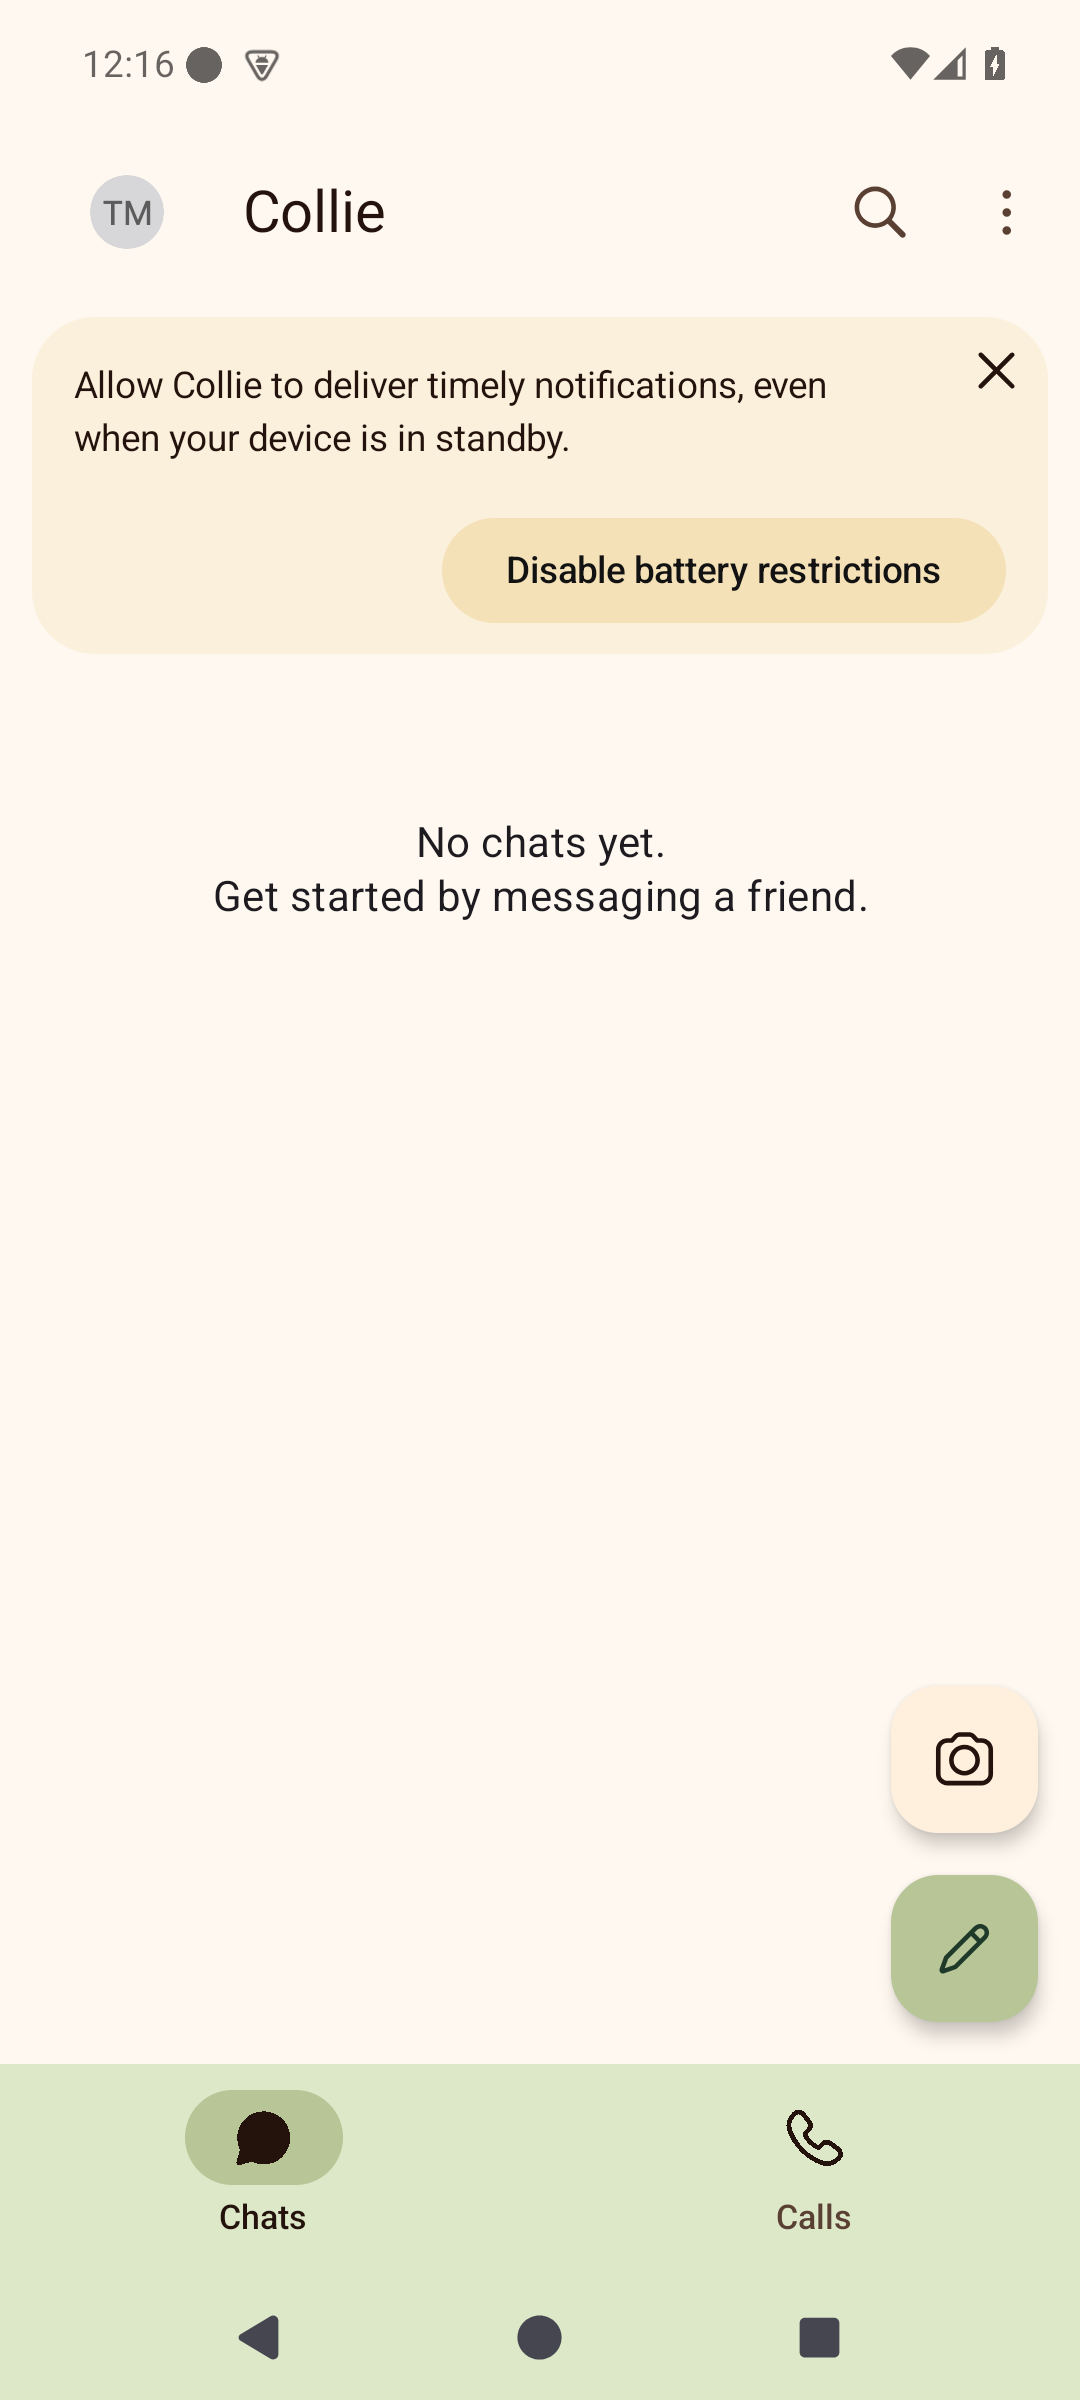 12:16
TM
Collie
Allow Collie to deliver timely notifications, even
when your device is in standby.
Disable battery restrictions
No chats yet.
Get started by messaging a friend.
Chats
Calls